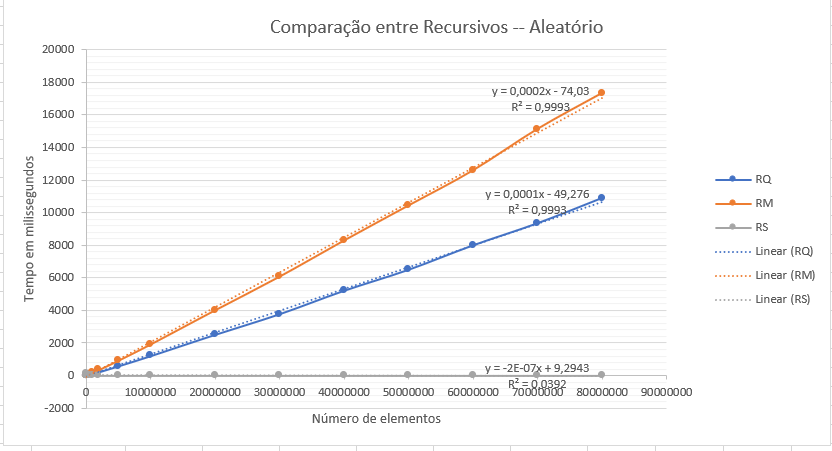 Comparação entre Recursivos -- Aleatório
20000
18000
16000
14000
12000
10000
8000
6000
4000
2000
0
-2000
Tempo em milissegundos
y = 0,0002x - 74,03
R² = 0,9993
y = 0,0001x - 49,276
R² = 0,9993
y = -2E-07x + 9,2943
R² = 0,0392
0 10000000 20000000 30000000 40000000 50000000 60000000 70000000 80000000 90000000
Número de elementos
RQ
RM
RS
Linear (RQ)
Linear (RM)
Linear (RS)